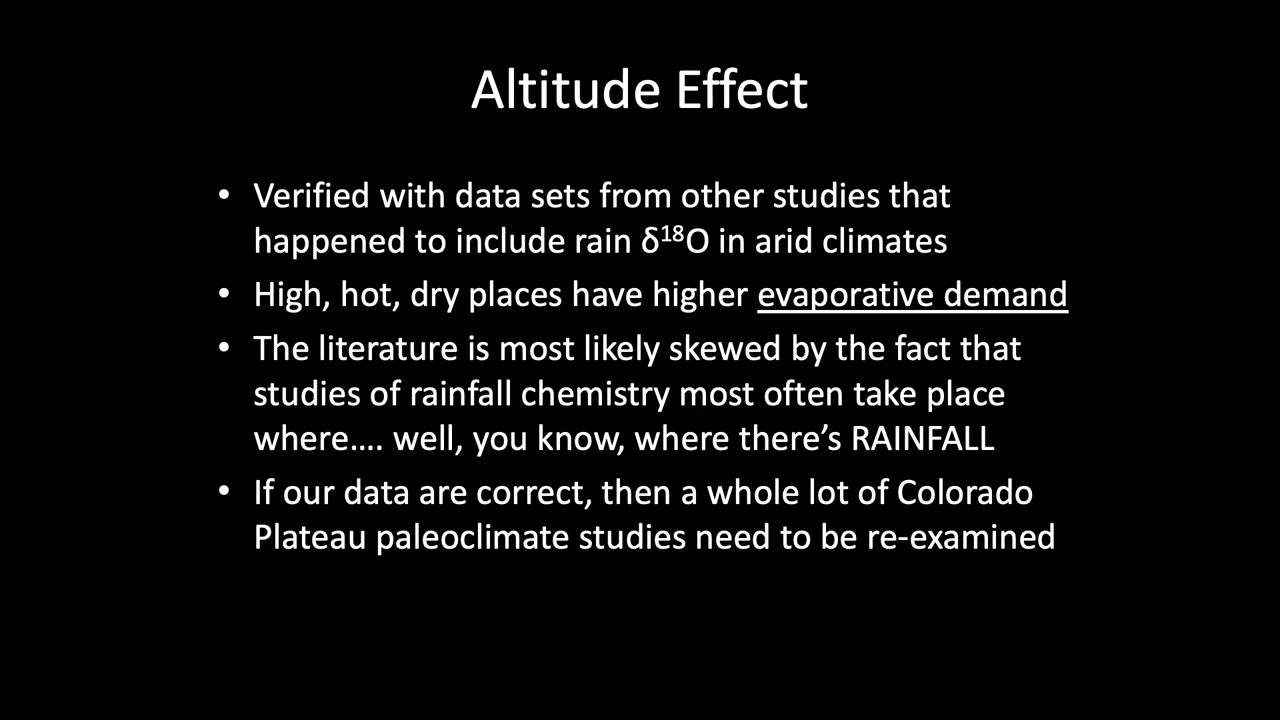 Altitude Effect
• Verified with data sets from other studies that
happened to include rain δ¹⁸O in arid climates
• High, hot, dry places have higher evaporative demand
• The literature is most likely skewed by the fact that
studies of rainfall chemistry most often take place
where…. well, you know, where there’s RAINFALL
• If our data are correct, then a whole lot of Colorado
Plateau paleoclimate studies need to be re-examined